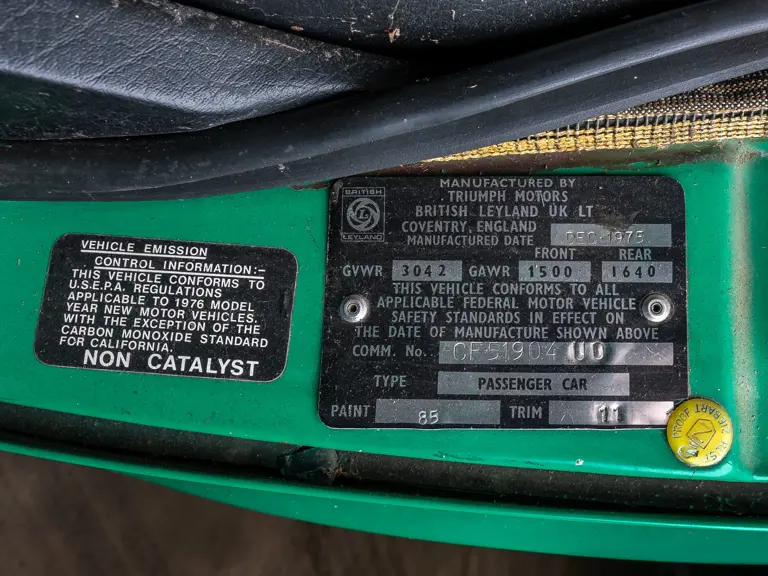 VEHICLE EMISSION
CONTROL INFORMATION:-
THIS VEHICLE CONFORMS TO
U.S.E.P.A. REGULATIONS
APPLICABLE TO 1976 MODEL
YEAR NEW MOTOR VEHICLES.
WITH THE EXCEPTION OF THE
CARBON MONOXIDE STANDARD
FOR CALIFORNIA.
NON CATALYST
BRITISH
L
LEYLAND
MANUFACTURED BY
TRIUMPH MOTORS
BRITISH LEYLAND UK LT
COVENTRY, ENGLAND
MANUFACTURED DATE DEC 1975
FRONT REAR
GVWR 3042 GAWR 1500 1640
THIS VEHICLE CONFORMS TO ALL
APPLICABLE FEDERAL MOTOR VEHICLE
SAFETY STANDARDS IN EFFECT ON
THE DATE OF MANUFACTURE SHOWN ABOVE
COMM. No. CF51904 UO
TYPE PASSENGER CAR
PAINT 85 TRIM 11